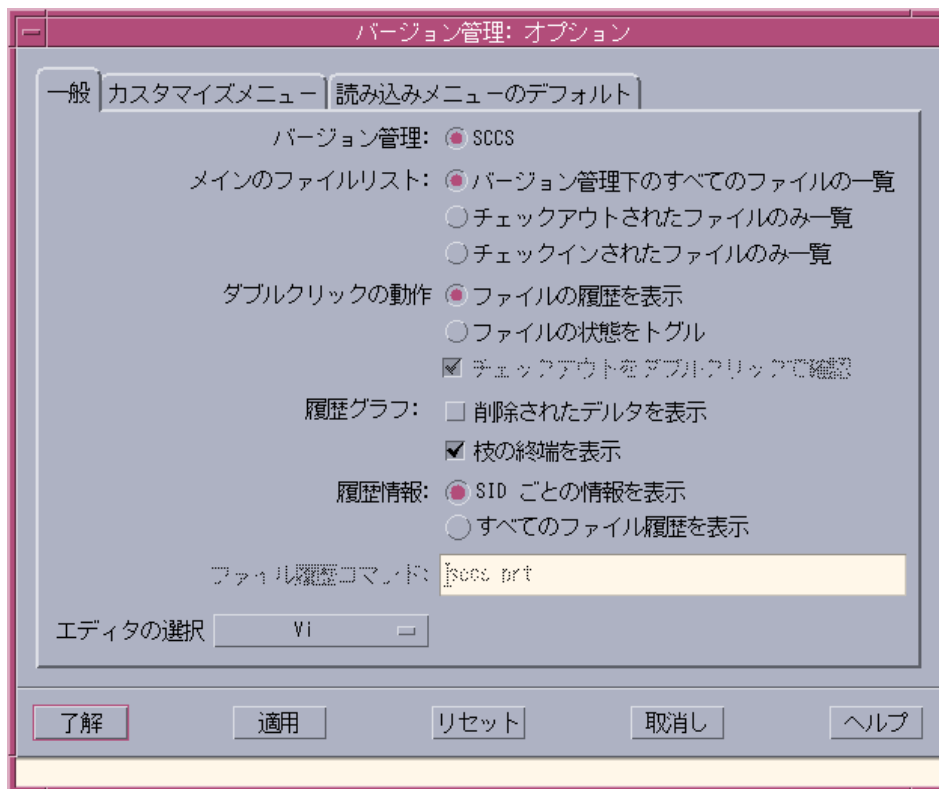 バージョン管理: オプション
一般 カスタマイズメニュー 読み込みメニューのデフォルト
バージョン管理: SCCS
メインのファイルリスト: バージョン管理下のすべてのファイルの一覧
チェックアウトされたファイルのみ一覧
チェックインされたファイルのみ一覧
ダブルクリックの動作 ファイルの履歴を表示
ファイルの状態をトグル
チェックアウトをダブルクリックで確認
履歴グラフ: 削除されたデルタを表示
枝の終端を表示
履歴情報: SID ごとの情報を表示
すべてのファイル履歴を表示
ファイル履歴コマンド: sccs prt
エディタの選択 Vi
了解 適用 リセット 取消し ヘルプ